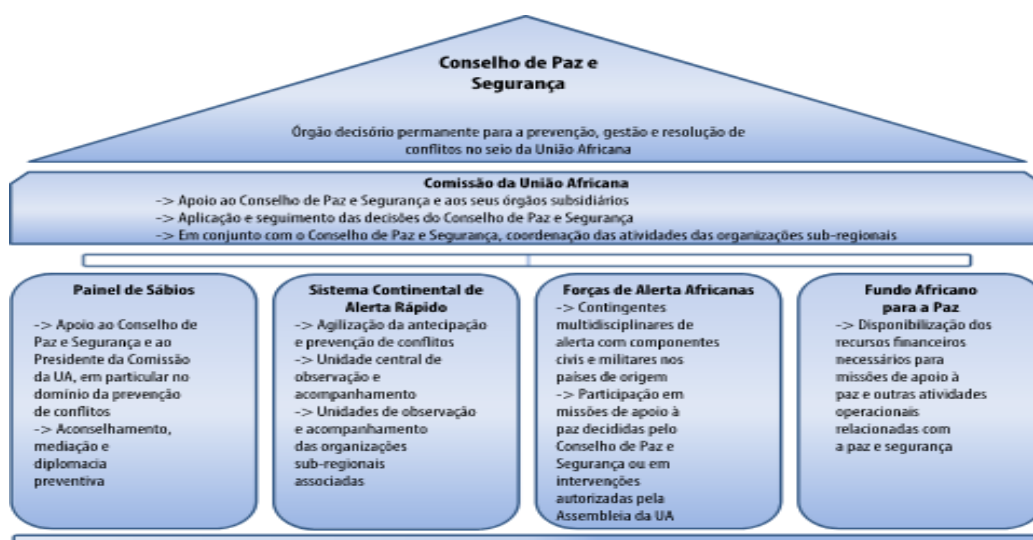 Conselho de Paz e
Segurança
Órgão decisório permanente para a prevenção, gestão e resolução de
conflitos no seio da União Africana
Comissão da União Africana
-> Apoio ao Conselho de Paz e Segurança e aos seus órgãos subsidiários
-> Aplicação e seguimento das decisões do Conselho de Paz e Segurança
-> Em conjunto com o Conselho de Paz e Segurança, coordenação das atividades das organizações sub-regionais
Painel de Sábios
-> Apoio ao Conselho de
Paz e Segurança e ao
Presidente da Comissão
da UA, em particular no
domínio da prevenção
de conflitos
-> Aconselhamento,
mediação e
diplomacia
preventiva
Sistema Continental de
Alerta Rápido
-> Agilização da antecipação
e prevenção de conflitos
-> Unidade central de
observação e
acompanhamento
-> Unidades de observação
e acompanhamento
das organizações
sub-regionais
associadas
Forças de Alerta Africanas
-> Contingentes
multidisciplinares de
alerta com componentes
civis e militares nos
países de origem
-> Participação em
missões de apoio à
paz decididas pelo
Conselho de Paz e
Segurança ou em
intervenções
autorizadas pela
Assembleia da UA
Fundo Africano
para a Paz
-> Disponibilização dos
recursos financeiros
necessários para
missões de apoio à
paz e outras atividades
operacionais
relacionadas com
a paz e segurança